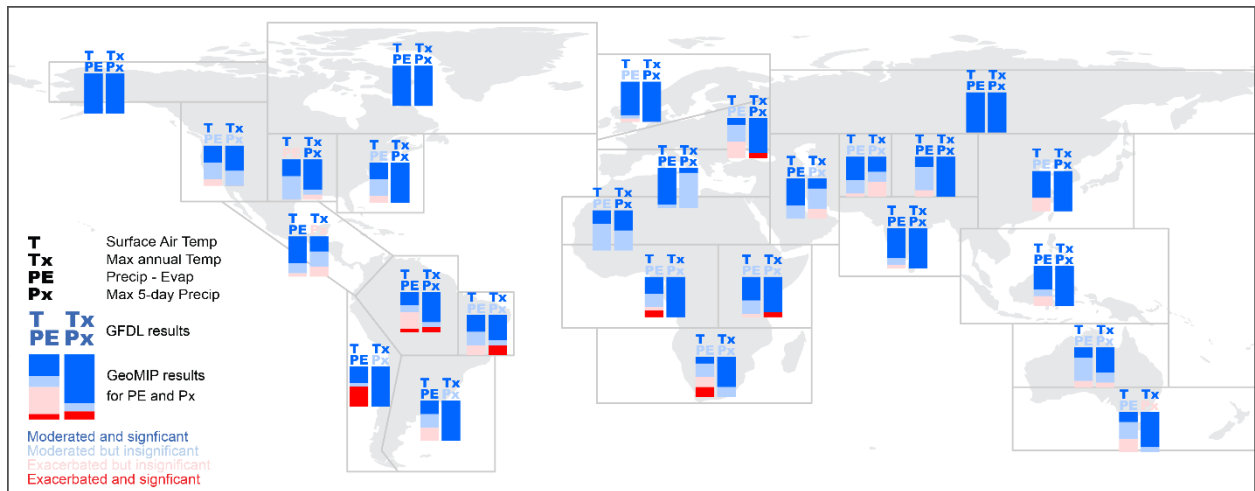 T Tx
PE Px
T Tx
PE Px
T Tx
PE Px
T Tx
PE Px
T Tx
PE Px
T Tx
PE Px
T Tx
PE Px
T Tx
PE Px
T Tx
PE Px
T Tx
PE Px
T Tx
PE Px
T Tx
PE Px
T Tx
PE Px
T Tx
PE Px
T Tx
PE Px
T Tx
PE Px
T Tx
PE Px
T Tx
PE Px
T Tx
PE Px
T Tx
PE Px
T Tx
PE Px
T Tx
PE Px
T Tx
PE Px
T Tx
PE Px
T Tx
PE Px
T Tx
PE Px
T Surface Air Temp
Tx Max annual Temp
PE Precip - Evap
Px Max 5-day Precip
T Tx
PE Px
GFDL results
GeoMIP results
for PE and Px
Moderated and signficant
Moderated but insignificant
Exacerbated but insignificant
Exacerbated and signficant